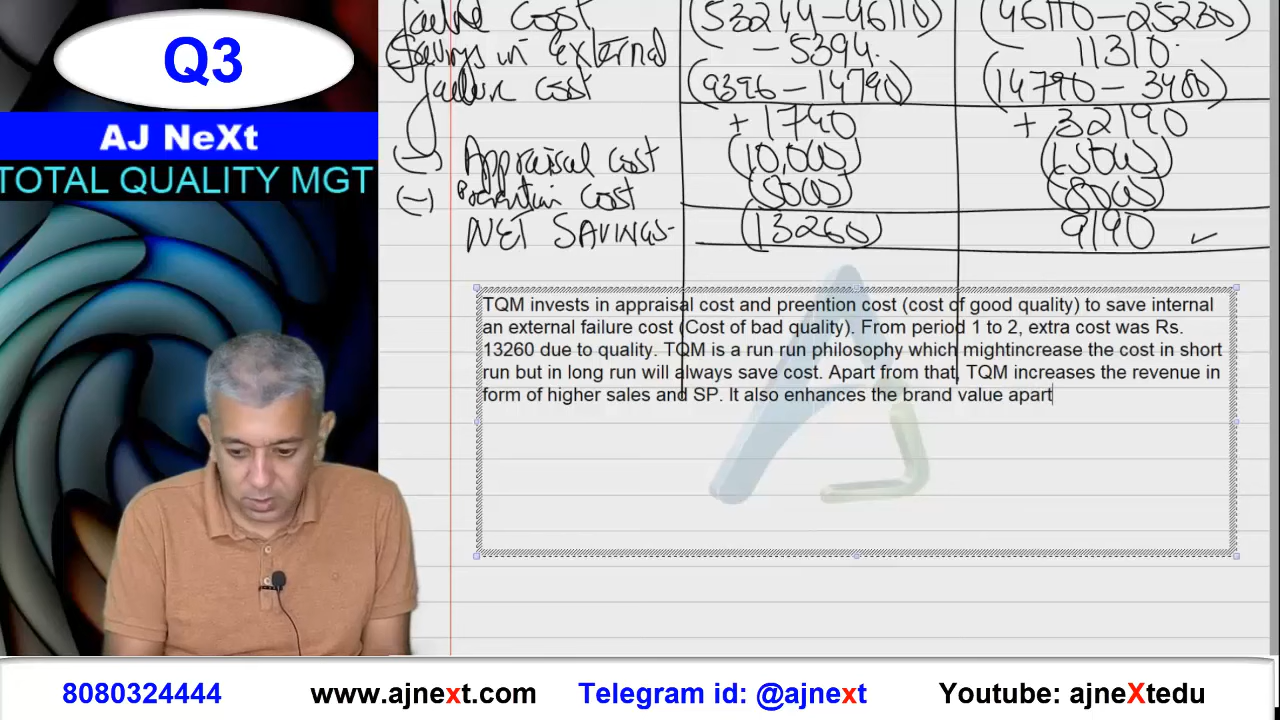 Q3
AJ NeXt
TOTAL QUALITY MGT
failure cost (53244-46110) (46110-25230)
Savings in external -5394 11310
failure cost (9396-14790) (14790-3480)
+1740 +32190
(-) Appraisal cost (10,000) (15000)
(-) Prevention cost (5000) (8000)
NET SAVINGS (13260) 9190
TQM invests in appraisal cost and preention cost (cost of good quality) to save internal
an external failure cost (Cost of bad quality). From period 1 to 2, extra cost was Rs.
13260 due to quality. TQM is a run run philosophy which mightincrease the cost in short
run but in long run will always save cost. Apart from that, TQM increases the revenue in
form of higher sales and SP. It also enhances the brand value apart
8080324444 www.ajnext.com Telegram id: @ajnext Youtube: ajneXtedu